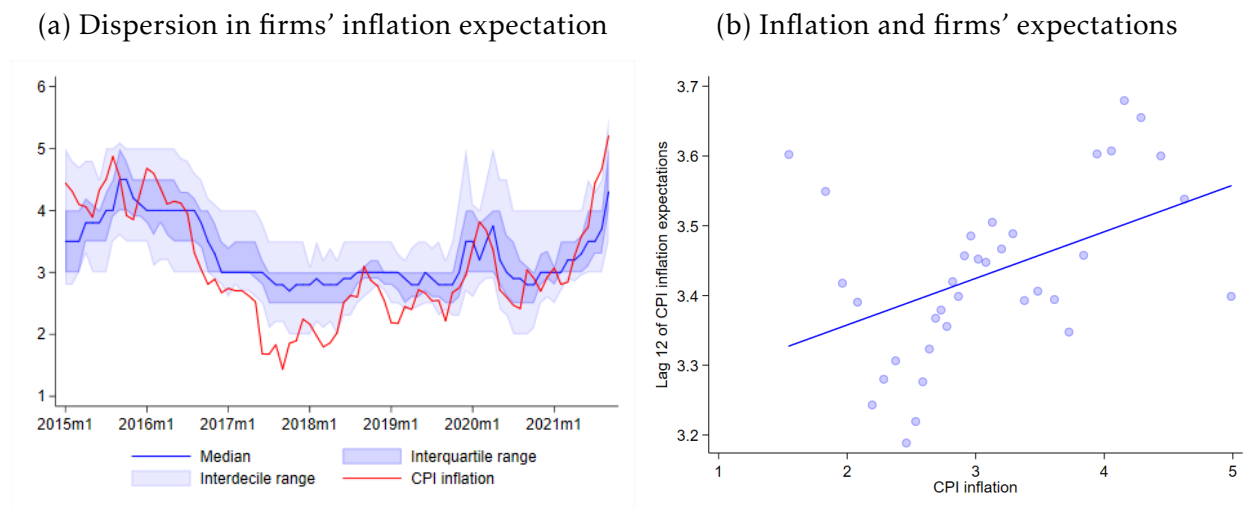 (a) Dispersion in firms’ inflation expectation
6
5
4
3
2
1
2015m1 2016m1 2017m1 2018m1 2019m1 2020m1 2021m1
Median
Interquartile range
Interdecile range
CPI inflation
(b) Inflation and firms’ expectations
Lag 12 of CPI inflation expectations
3.7
3.6
3.5
3.4
3.3
3.2
1 2 3 4 5
CPI inflation